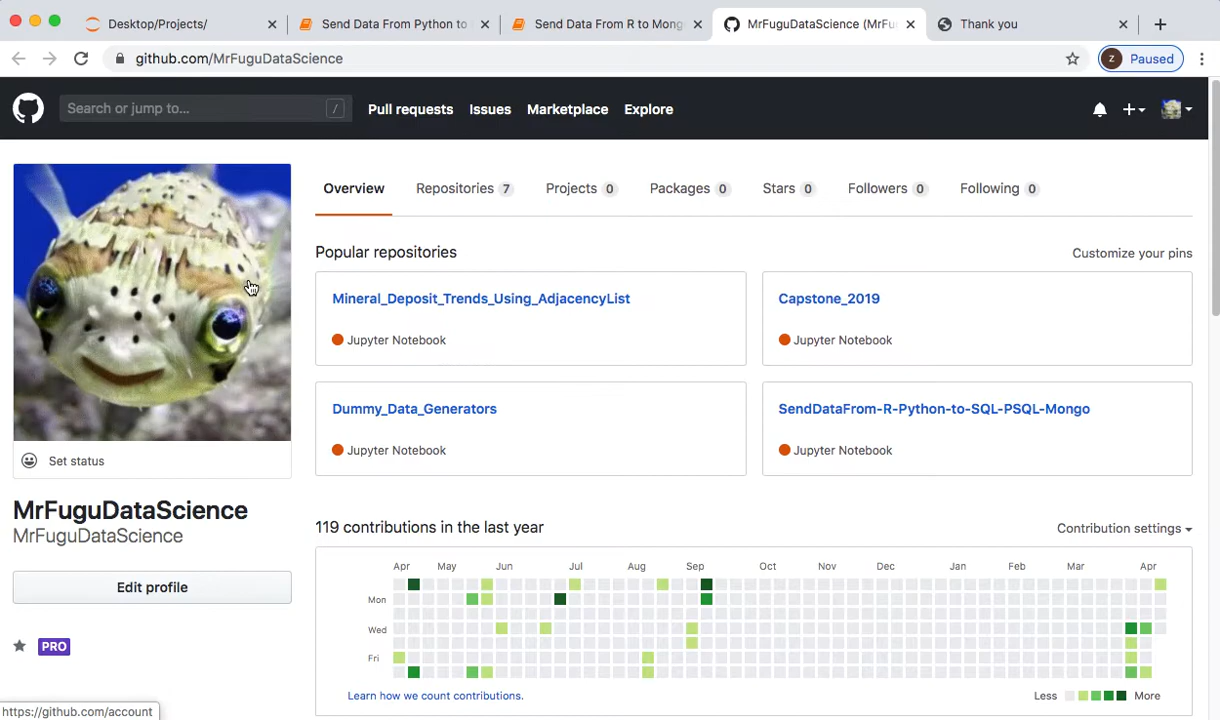 Desktop/Projects/
Send Data From Python to
Send Data From R to Mong
MrFuguDataScience (MrFu
Thank you
github.com/MrFuguDataScience
Z
Paused
Search or jump to...
/
Pull requests
Issues
Marketplace
Explore
Overview
Repositories 7
Projects 0
Packages 0
Stars 0
Followers 0
Following 0
Popular repositories
Customize your pins
Mineral_Deposit_Trends_Using_AdjacencyList
Jupyter Notebook
Capstone_2019
Jupyter Notebook
Dummy_Data_Generators
Jupyter Notebook
SendDataFrom-R-Python-to-SQL-PSQL-Mongo
Jupyter Notebook
Set status
MrFuguDataScience
MrFuguDataScience
Edit profile
PRO
119 contributions in the last year
Contribution settings
Apr May Jun Jul Aug Sep Oct Nov Dec Jan Feb Mar Apr
Mon
Wed
Fri
Learn how we count contributions.
Less
More
https://github.com/account